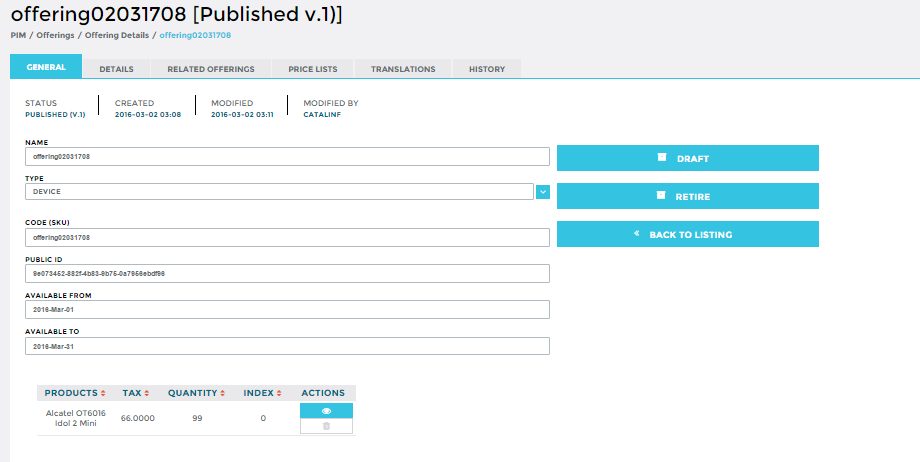 offering02031708 [Published v.1)]
PIM / Offerings / Offering Details / offering02031708
GENERAL DETAILS RELATED OFFERINGS PRICE LISTS TRANSLATIONS HISTORY
STATUS CREATED MODIFIED MODIFIED BY
PUBLISHED (V.1) 2016-03-02 03:08 2016-03-02 03:11 CATALINF
NAME
offering02031708
DRAFT
TYPE
DEVICE
RETIRE
CODE (SKU)
offering02031708
« BACK TO LISTING
PUBLIC ID
9e073452-882f-4b83-9b75-0a7956ebdf96
AVAILABLE FROM
2016-Mar-01
AVAILABLE TO
2016-Mar-31
PRODUCTS TAX QUANTITY INDEX ACTIONS
Alcatel OT6016
Idol 2 Mini
66.0000 99 0